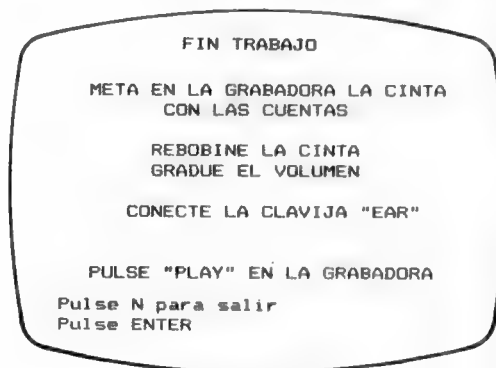 FIN TRABAJO
META EN LA GRABADORA LA CINTA
CON LAS CUENTAS
REBOBINE LA CINTA
GRADUE EL VOLUMEN
CONECTE LA CLAVIJA "EAR"
PULSE "PLAY" EN LA GRABADORA
Pulse N para salir
Pulse ENTER